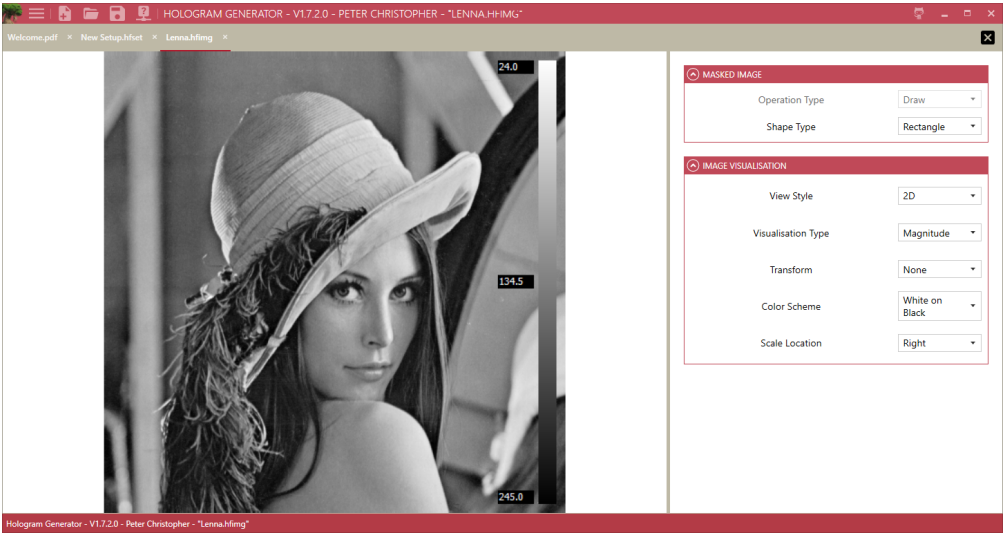 HOLOGRAM GENERATOR - V1.7.2.0 - PETER CHRISTOPHER - "LENNA.HFIMG"
Welcome.pdf × New Setup.hfset × Lenna.hfimg ×
24.0
134.5
245.0
MASKED IMAGE
Operation Type Draw
Shape Type Rectangle
IMAGE VISUALISATION
View Style 2D
Visualisation Type Magnitude
Transform None
Color Scheme White on
Black
Scale Location Right
Hologram Generator - V1.7.2.0 - Peter Christopher - "Lenna.hfimg"